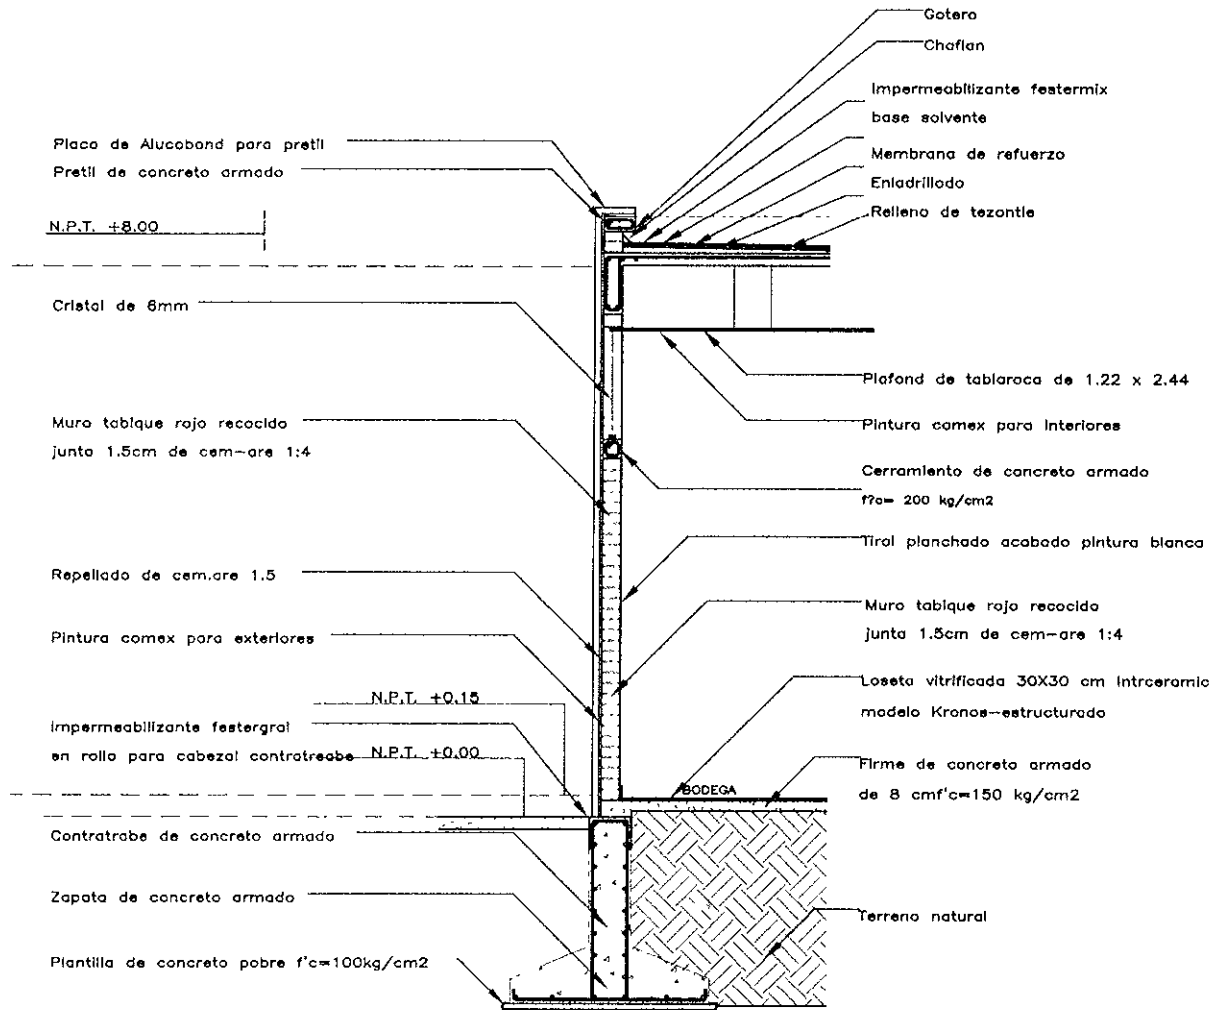 Gotero
Chaflan
Impermeabilizante festermix
base solvente
Membrana de refuerzo
Enladrillado
Relleno de tezontle
Placa de Alucobond para pretil
Pretil de concreto armado
N.P.T. +8.00
Cristal de 6mm
Plafond de tablaroca de 1.22 x 2.44
Muro tabique rojo recocido
junta 1.5cm de cem-are 1:4
Pintura comex para interiores
Cerramiento de concreto armado
f?c= 200 kg/cm2
Tirol planchado acabado pintura blanca
Repellado de cem.are 1.5
Muro tabique rojo recocido
junta 1.5cm de cem-are 1:4
Pintura comex para exteriores
Loseta vitrificada 30X30 cm Intrceramic
modelo Kronos-estructurado
N.P.T. +0.15
Impermeabilizante festergral
en rollo para cabezal contratreabe
N.P.T. +0.00
Firme de concreto armado
de 8 cmf'c=150 kg/cm2
BODEGA
Contratrabe de concreto armado
Zapata de concreto armado
Terreno natural
Plantilla de concreto pobre f'c=100kg/cm2